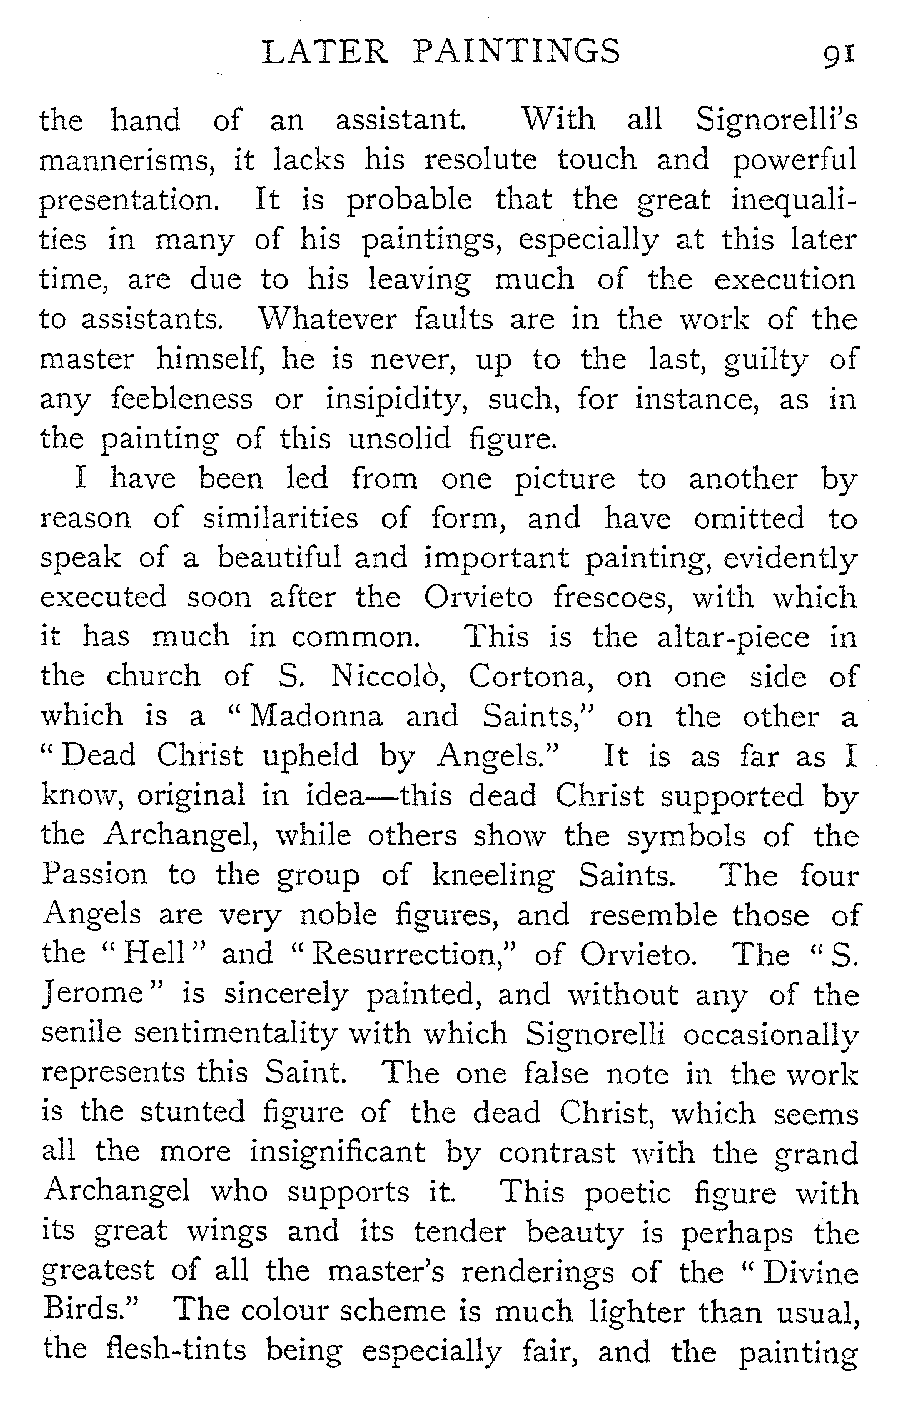 LATER PAINTINGS 91
the hand of an assistant. With all Signorelli's
mannerisms, it lacks his resolute touch and powerful
presentation. It is probable that the great inequali-
ties in many of his paintings, especially at this later
time, are due to his leaving much of the execution
to assistants. Whatever faults are in the work of the
master himself, he is never, up to the last, guilty of
any feebleness or insipidity, such, for instance, as in
the painting of this unsolid figure.
I have been led from one picture to another by
reason of similarities of form, and have omitted to
speak of a beautiful and important painting, evidently
executed soon after the Orvieto frescoes, with which
it has much in common. This is the altar-piece in
the church of S. Niccolò, Cortona, on one side of
which is a “Madonna and Saints,” on the other a
“Dead Christ upheld by Angels.” It is as far as I
know, original in idea—this dead Christ supported by
the Archangel, while others show the symbols of the
Passion to the group of kneeling Saints. The four
Angels are very noble figures, and resemble those of
the “Hell” and “Resurrection,” of Orvieto. The “S.
Jerome” is sincerely painted, and without any of the
senile sentimentality with which Signorelli occasionally
represents this Saint. The one false note in the work
is the stunted figure of the dead Christ, which seems
all the more insignificant by contrast with the grand
Archangel who supports it. This poetic figure with
its great wings and its tender beauty is perhaps the
greatest of all the master's renderings of the “Divine
Birds.” The colour scheme is much lighter than usual,
the flesh-tints being especially fair, and the painting